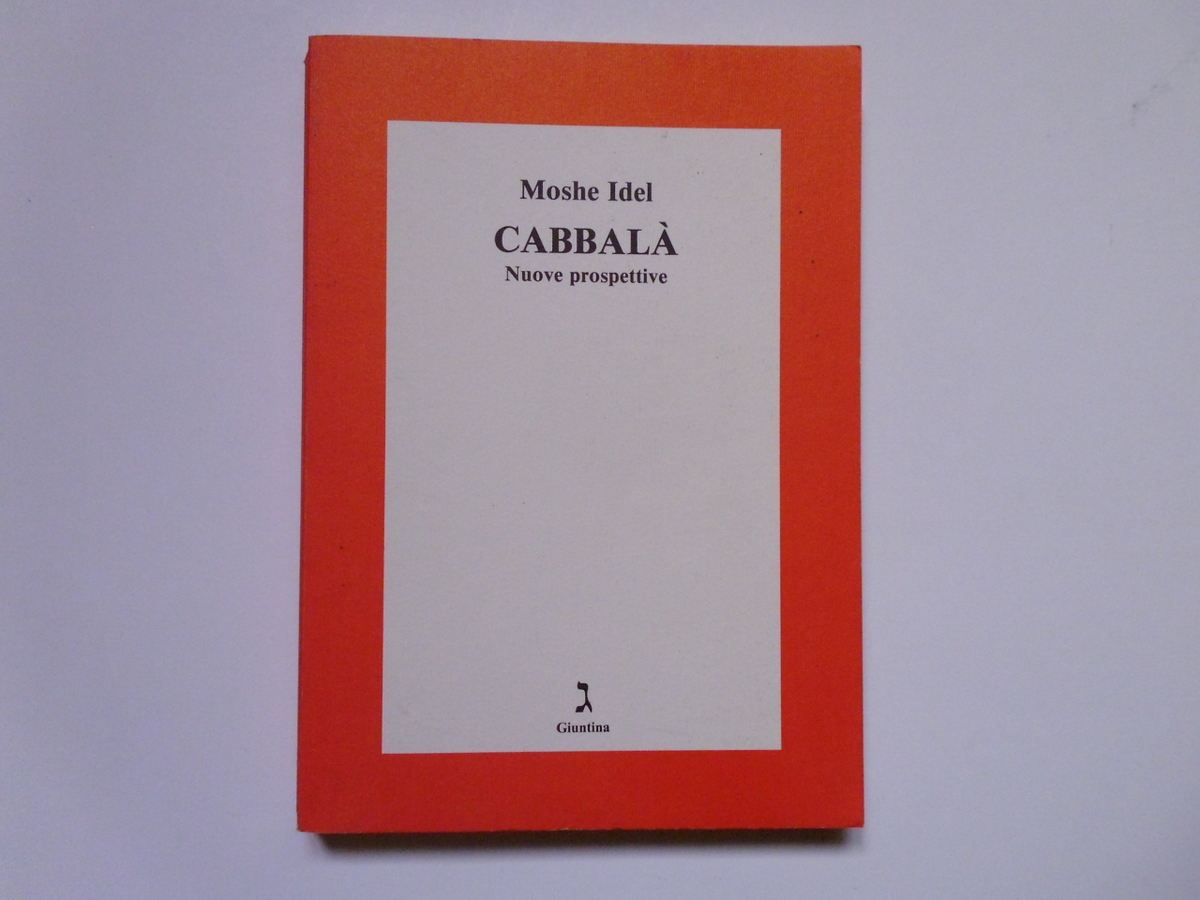 Moshe Idel
CABBALÀ
Nuove prospettive
ג
Giuntina